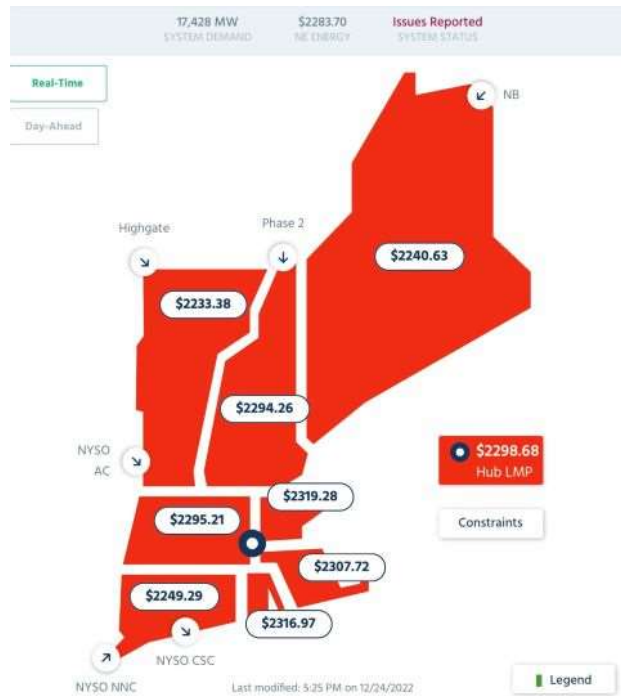 17,428 MW
SYSTEM DEMAND
$2283.70
NE ENERGY
Issues Reported
SYSTEM STATUS
Real-Time
Day-Ahead
NB
Highgate
Phase 2
$2240.63
$2233.38
$2294.26
NYSO
AC
$2298.68
Hub LMP
$2319.28
$2295.21
Constraints
$2307.72
$2249.29
$2316.97
NYSO CSC
NYSO NNC
Last modified: 5:25 PM on 12/24/2022
Legend